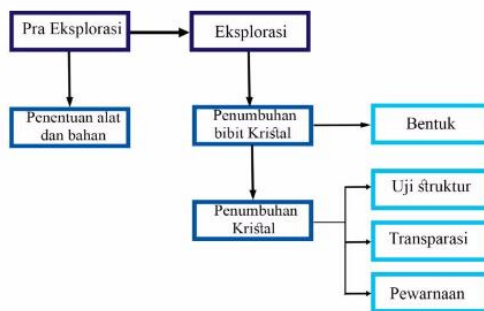 Pra Eksplorasi
Eksplorasi
Penentuan alat
dan bahan
Penumbuhan
bibit Kristal
Bentuk
Penumbuhan
Kristal
Uji struktur
Transparasi
Pewarnaan